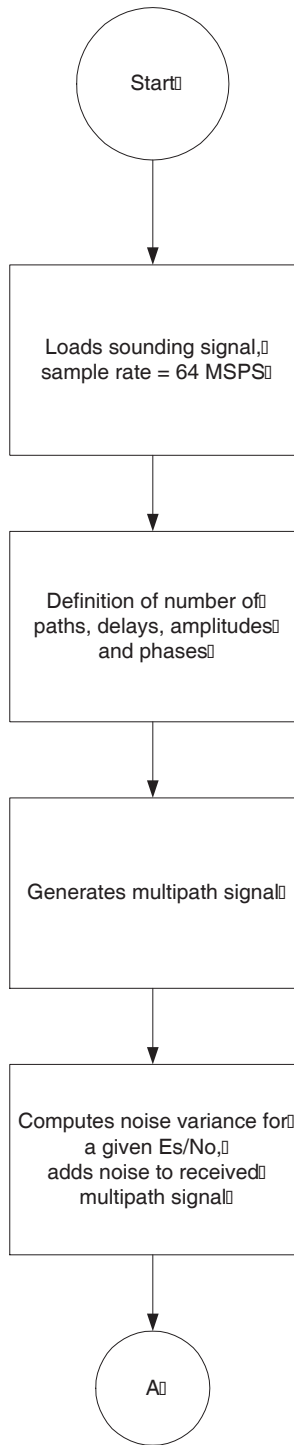 Start
Loads sounding signal,
sample rate = 64 MSPS
Definition of number of
paths, delays, amplitudes
and phases
Generates multipath signal
Computes noise variance for
a given Es/No,
adds noise to received
multipath signal
A